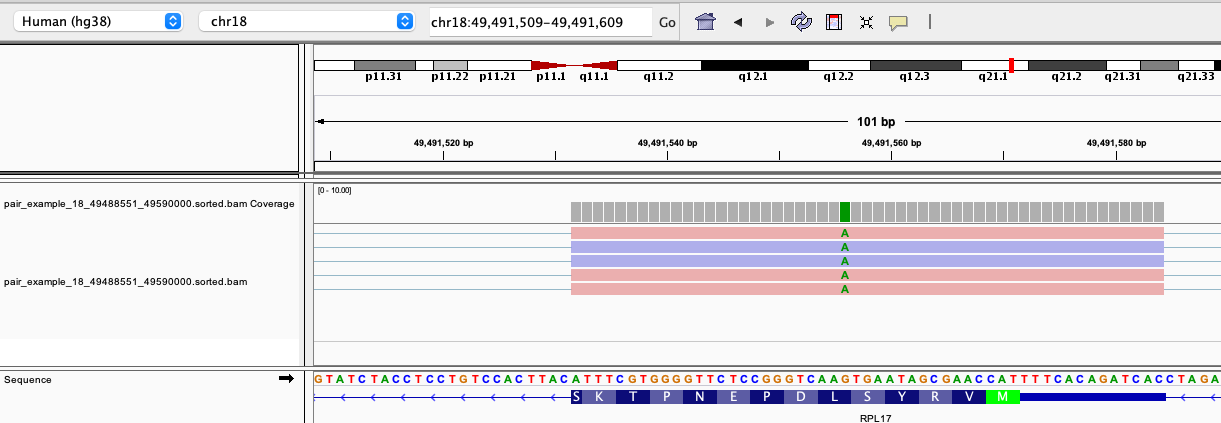 Human (hg38) chr18 chr18:49,491,509-49,491,609 Go
p11.31 p11.22 p11.21 p11.1 q11.1 q11.2 q12.1 q12.2 q12.3 q21.1 q21.2 q21.31 q21.33
101 bp
49,491,520 bp 49,491,540 bp 49,491,560 bp 49,491,580 bp
[0 - 10.00]
pair_example_18_49488551_49590000.sorted.bam Coverage
A
A
A
pair_example_18_49488551_49590000.sorted.bam A
A
Sequence GTATCTACCTCCTGTCCACTTACATTTCGTGGGGTTCTCCGGGTCAAGTGAATAGCGAACCATTTTCACAGATCACCTAGA
S K T P N E P D L S Y R V M
RPL17